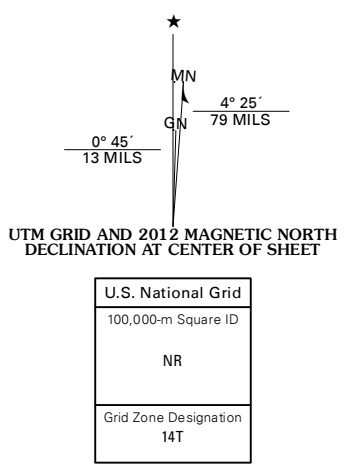 ★
MN
4° 25´
79 MILS
GN
0° 45´
13 MILS
UTM GRID AND 2012 MAGNETIC NORTH
DECLINATION AT CENTER OF SHEET
U.S. National Grid
100,000-m Square ID
NR
Grid Zone Designation
14T